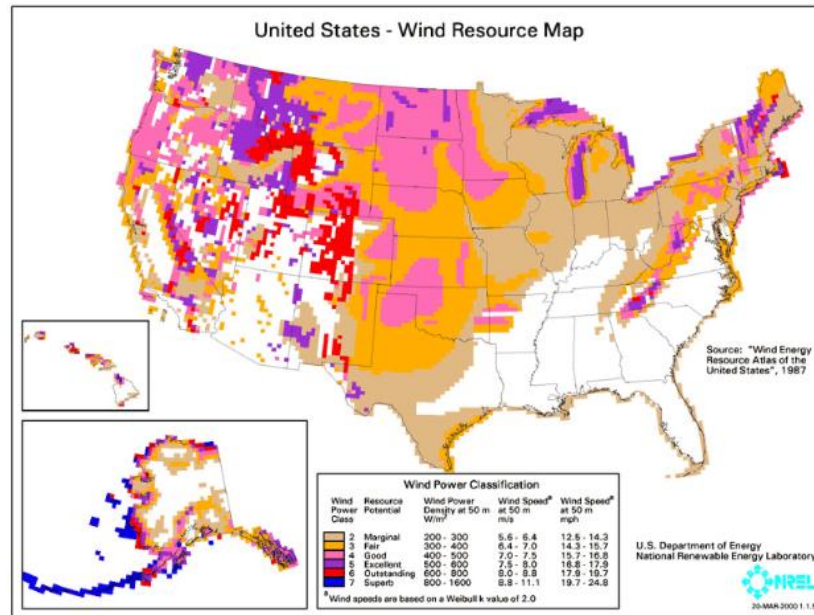 United States - Wind Resource Map
Source: "Wind Energy
Resource Atlas of the
United States", 1987
Wind Power Classification
Wind Power Class Resource Potential Wind Power Density at 50 m W/m² Wind Speedᵃ at 50 m m/s Wind Speedᵃ at 50 m mph
2 Marginal 200 - 300 5.6 - 6.4 12.5 - 14.3
3 Fair 300 - 400 6.4 - 7.0 14.3 - 15.7
4 Good 400 - 500 7.0 - 7.5 15.7 - 16.8
5 Excellent 500 - 600 7.5 - 8.0 16.8 - 17.9
6 Outstanding 600 - 800 8.0 - 8.8 17.9 - 19.7
7 Superb 800 - 1600 8.8 - 11.1 19.7 - 24.8
ᵃ Wind speeds are based on a Weibull k value of 2.0
U.S. Department of Energy
National Renewable Energy Laboratory
NREL